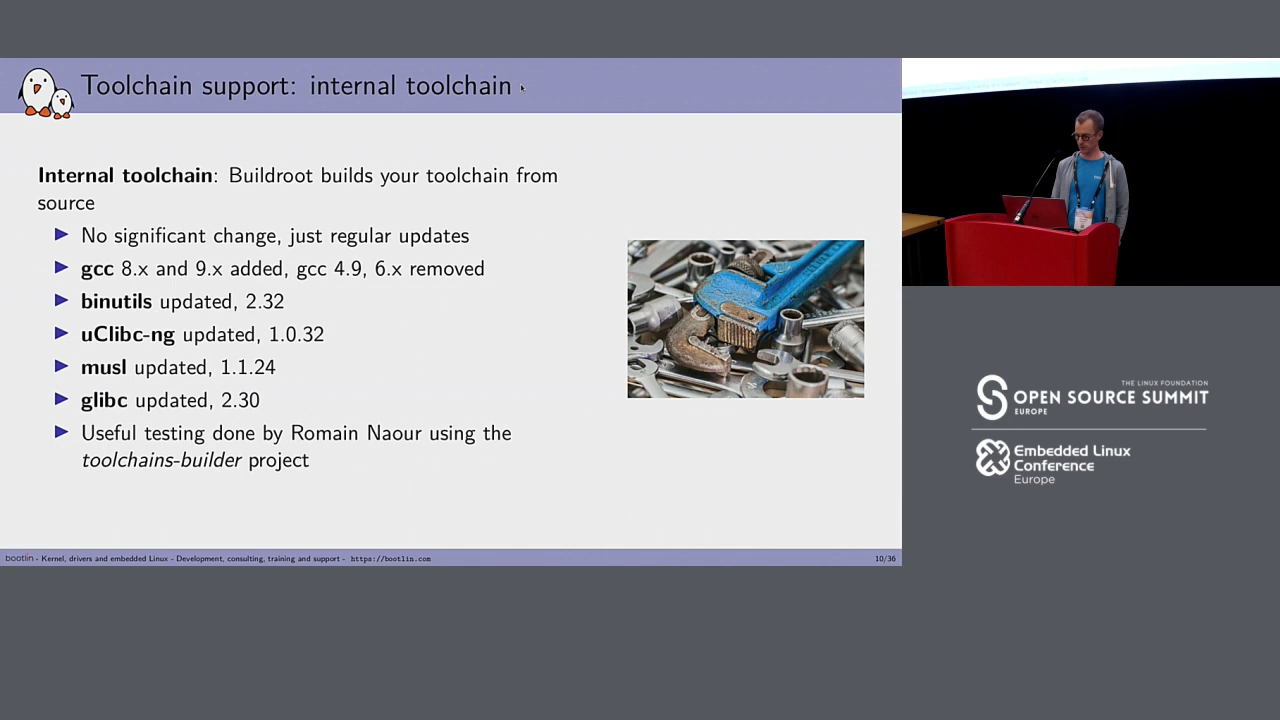 Toolchain support: internal toolchain
Internal toolchain: Buildroot builds your toolchain from
source
No significant change, just regular updates
gcc 8.x and 9.x added, gcc 4.9, 6.x removed
binutils updated, 2.32
uClibc-ng updated, 1.0.32
musl updated, 1.1.24
glibc updated, 2.30
Useful testing done by Romain Naour using the
toolchains-builder project
bootlin - Kernel, drivers and embedded Linux - Development, consulting, training and support - https://bootlin.com
10/36
THE LINUX FOUNDATION
OPEN SOURCE SUMMIT
EUROPE
Embedded Linux
Conference
Europe